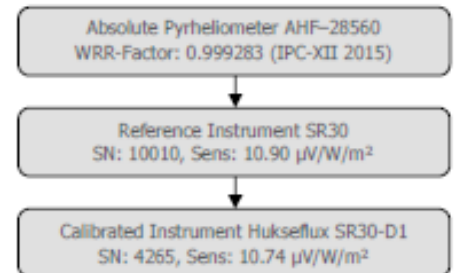 Absolute Pyrheliometer AHF–28560
WRR-Factor: 0.999283 (IPC-XII 2015)
Reference Instrument SR30
SN: 10010, Sens: 10.90 µV/W/m²
Calibrated Instrument Hukseflux SR30-D1
SN: 4265, Sens: 10.74 µV/W/m²